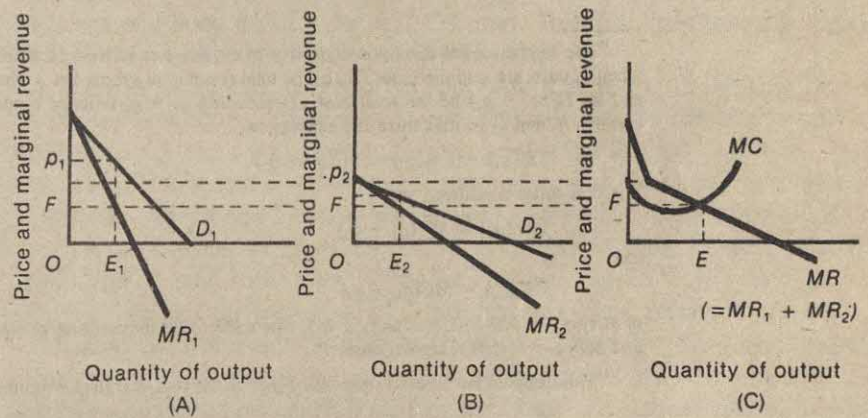 Price and marginal revenue
p1
F
O
E1
D1
MR1
Quantity of output
(A)
Price and marginal revenue
.p2
F
O
E2
D2
MR2
Quantity of output
(B)
Price and marginal revenue
F
O
E
MC
MR
(=MR1 + MR2)
Quantity of output
(C)